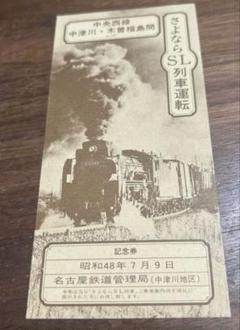 中央西線
中津川・木曽福島間
さよなら
SL
列車運転
記念券
昭和48年7月9日
名古屋鉄道管理局(中津川地区)